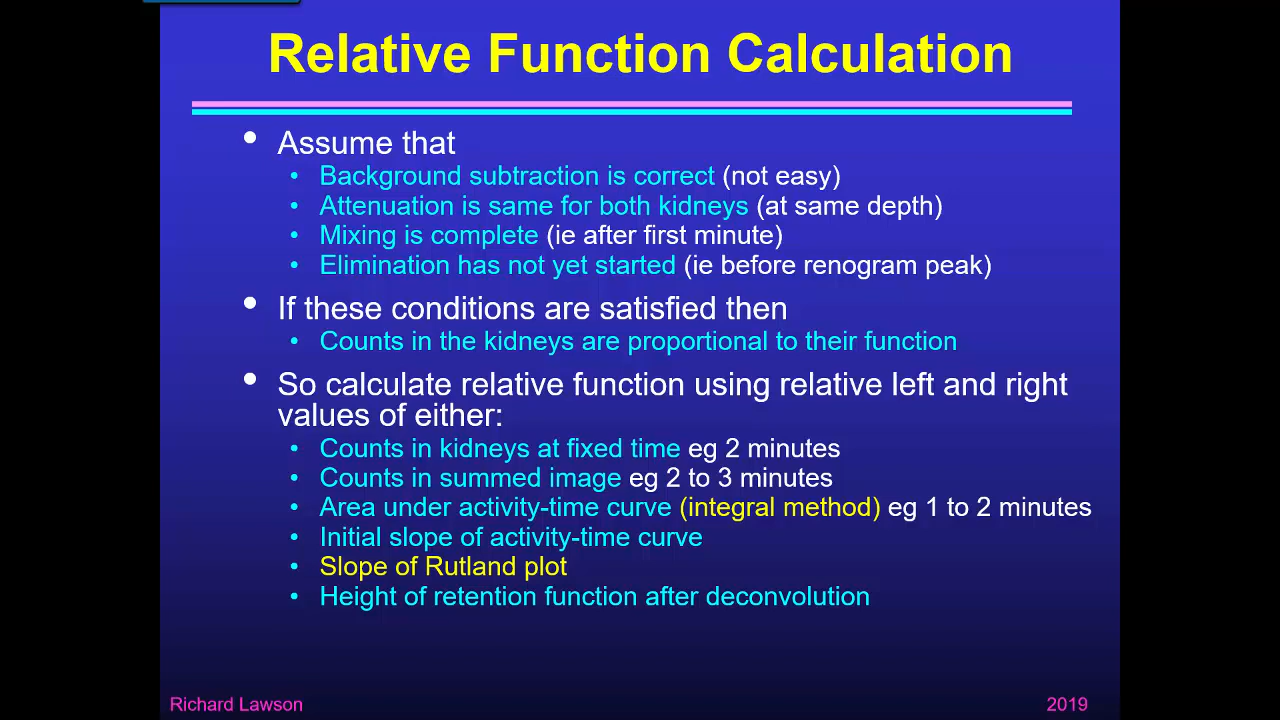 Relative Function Calculation
• Assume that
• Background subtraction is correct (not easy)
• Attenuation is same for both kidneys (at same depth)
• Mixing is complete (ie after first minute)
• Elimination has not yet started (ie before renogram peak)
• If these conditions are satisfied then
• Counts in the kidneys are proportional to their function
• So calculate relative function using relative left and right
values of either:
• Counts in kidneys at fixed time eg 2 minutes
• Counts in summed image eg 2 to 3 minutes
• Area under activity-time curve (integral method) eg 1 to 2 minutes
• Initial slope of activity-time curve
• Slope of Rutland plot
• Height of retention function after deconvolution
Richard Lawson
2019